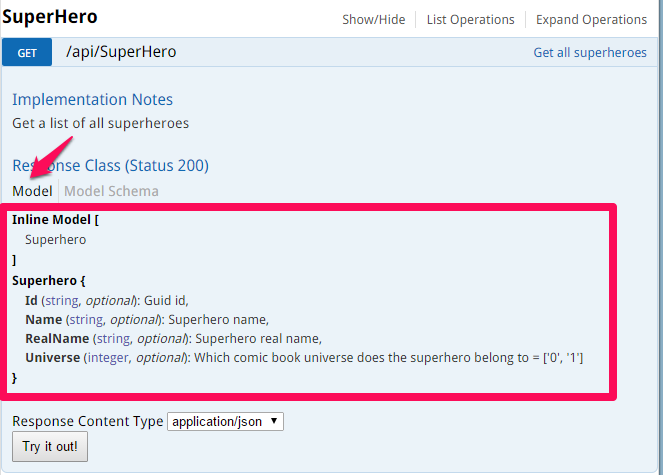 SuperHero
Show/Hide List Operations Expand Operations
GET /api/SuperHero Get all superheroes
Implementation Notes
Get a list of all superheroes
Response Class (Status 200)
Model Model Schema
Inline Model [
Superhero
]
Superhero {
Id (string, optional): Guid id,
Name (string, optional): Superhero name,
RealName (string, optional): Superhero real name,
Universe (integer, optional): Which comic book universe does the superhero belong to = ['0', '1']
}
Response Content Type application/json
Try it out!